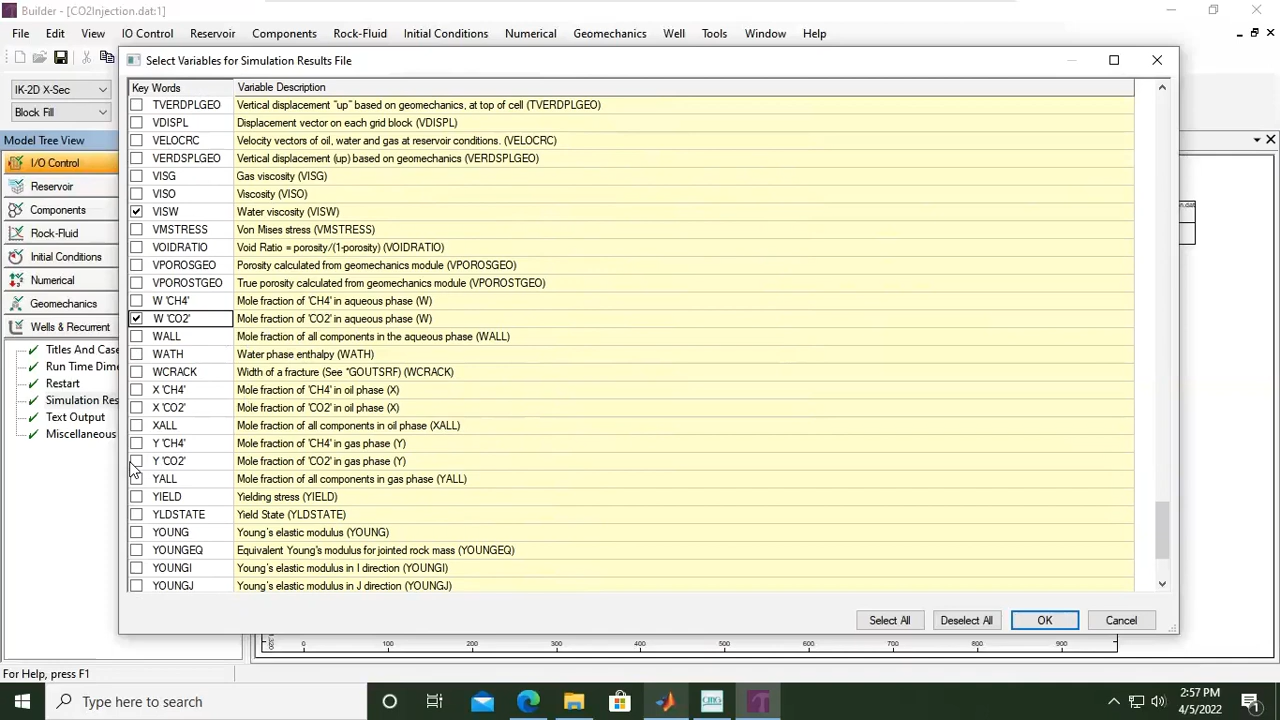 Builder - [CO2Injection.dat:1]
File Edit View IO Control Reservoir Components Rock-Fluid Initial Conditions Numerical Geomechanics Well Tools Window Help
Select Variables for Simulation Results File
IK-2D X-Sec
Block Fill
Model Tree View
I/O Control
Reservoir
Components
Rock-Fluid
Initial Conditions
Numerical
Geomechanics
Wells & Recurrent
Titles And Case
Run Time Dime
Restart
Simulation Res
Text Output
Miscellaneous
Key Words Variable Description
TVERDPLGEO Vertical displacement "up" based on geomechanics, at top of cell (TVERDPLGEO)
VDISPL Displacement vector on each grid block (VDISPL)
VELOCRC Velocity vectors of oil, water and gas at reservoir conditions. (VELOCRC)
VERDSPLGEO Vertical displacement (up) based on geomechanics (VERDSPLGEO)
VISG Gas viscosity (VISG)
VISO Viscosity (VISO)
VISW Water viscosity (VISW)
VMSTRESS Von Mises stress (VMSTRESS)
VOIDRATIO Void Ratio = porosity/(1-porosity) (VOIDRATIO)
VPOROSGEO Porosity calculated from geomechanics module (VPOROSGEO)
VPOROSTGEO True porosity calculated from geomechanics module (VPOROSTGEO)
W 'CH4' Mole fraction of 'CH4' in aqueous phase (W)
W 'CO2' Mole fraction of 'CO2' in aqueous phase (W)
WALL Mole fraction of all components in the aqueous phase (WALL)
WATH Water phase enthalpy (WATH)
WCRACK Width of a fracture (See *GOUTSRF) (WCRACK)
X 'CH4' Mole fraction of 'CH4' in oil phase (X)
X 'CO2' Mole fraction of 'CO2' in oil phase (X)
XALL Mole fraction of all components in oil phase (XALL)
Y 'CH4' Mole fraction of 'CH4' in gas phase (Y)
Y 'CO2' Mole fraction of 'CO2' in gas phase (Y)
YALL Mole fraction of all components in gas phase (YALL)
YIELD Yielding stress (YIELD)
YLDSTATE Yield State (YLDSTATE)
YOUNG Young's elastic modulus (YOUNG)
YOUNGEQ Equivalent Young's modulus for jointed rock mass (YOUNGEQ)
YOUNGI Young's elastic modulus in I direction (YOUNGI)
YOUNGJ Young's elastic modulus in J direction (YOUNGJ)
Select All Deselect All OK Cancel
0 100 200 300 400 500 600 700 800 900
For Help, press F1
Type here to search
2:57 PM
4/5/2022
1